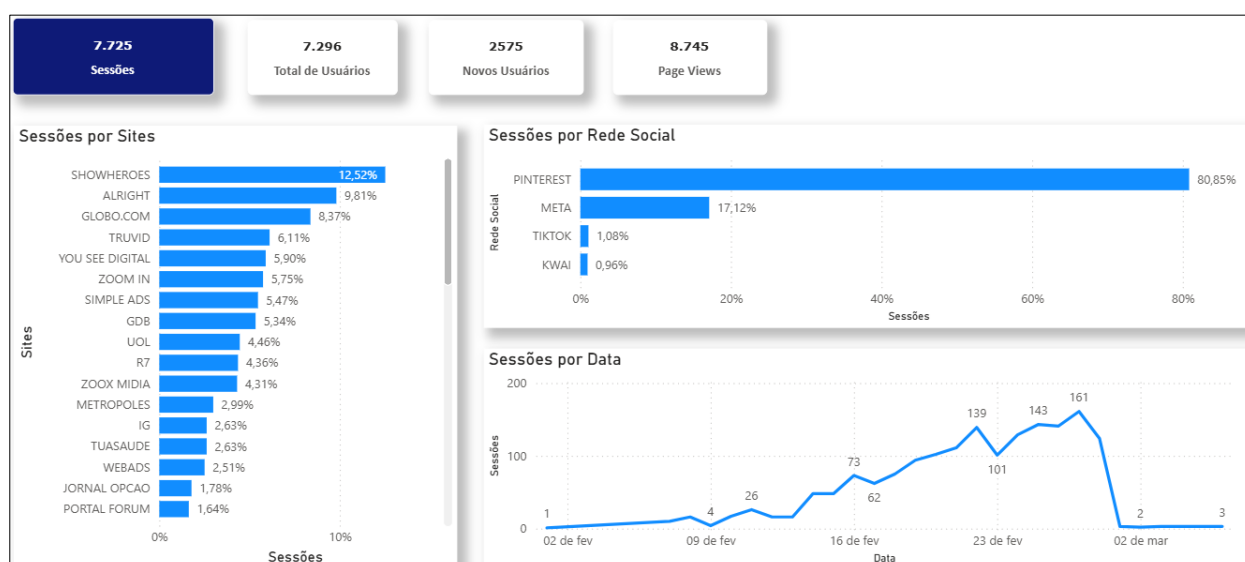 7.725
Sessões
7.296
Total de Usuários
2575
Novos Usuários
8.745
Page Views
Sessões por Sites
Sites
SHOWHEROES 12,52%
ALRIGHT 9,81%
GLOBO.COM 8,37%
TRUVID 6,11%
YOU SEE DIGITAL 5,90%
ZOOM IN 5,75%
SIMPLE ADS 5,47%
GDB 5,34%
UOL 4,46%
R7 4,36%
ZOOX MIDIA 4,31%
METROPOLES 2,99%
IG 2,63%
TUASAUDE 2,63%
WEBADS 2,51%
JORNAL OPCAO 1,78%
PORTAL FORUM 1,64%
0% 10%
Sessões
Sessões por Rede Social
Rede Social
PINTEREST 80,85%
META 17,12%
TIKTOK 1,08%
KWAI 0,96%
0% 20% 40% 60% 80%
Sessões
Sessões por Data
Sessões
200
100
0
1 4 26 73 62 139 101 143 161 2 3
02 de fev 09 de fev 16 de fev 23 de fev 02 de mar
Data